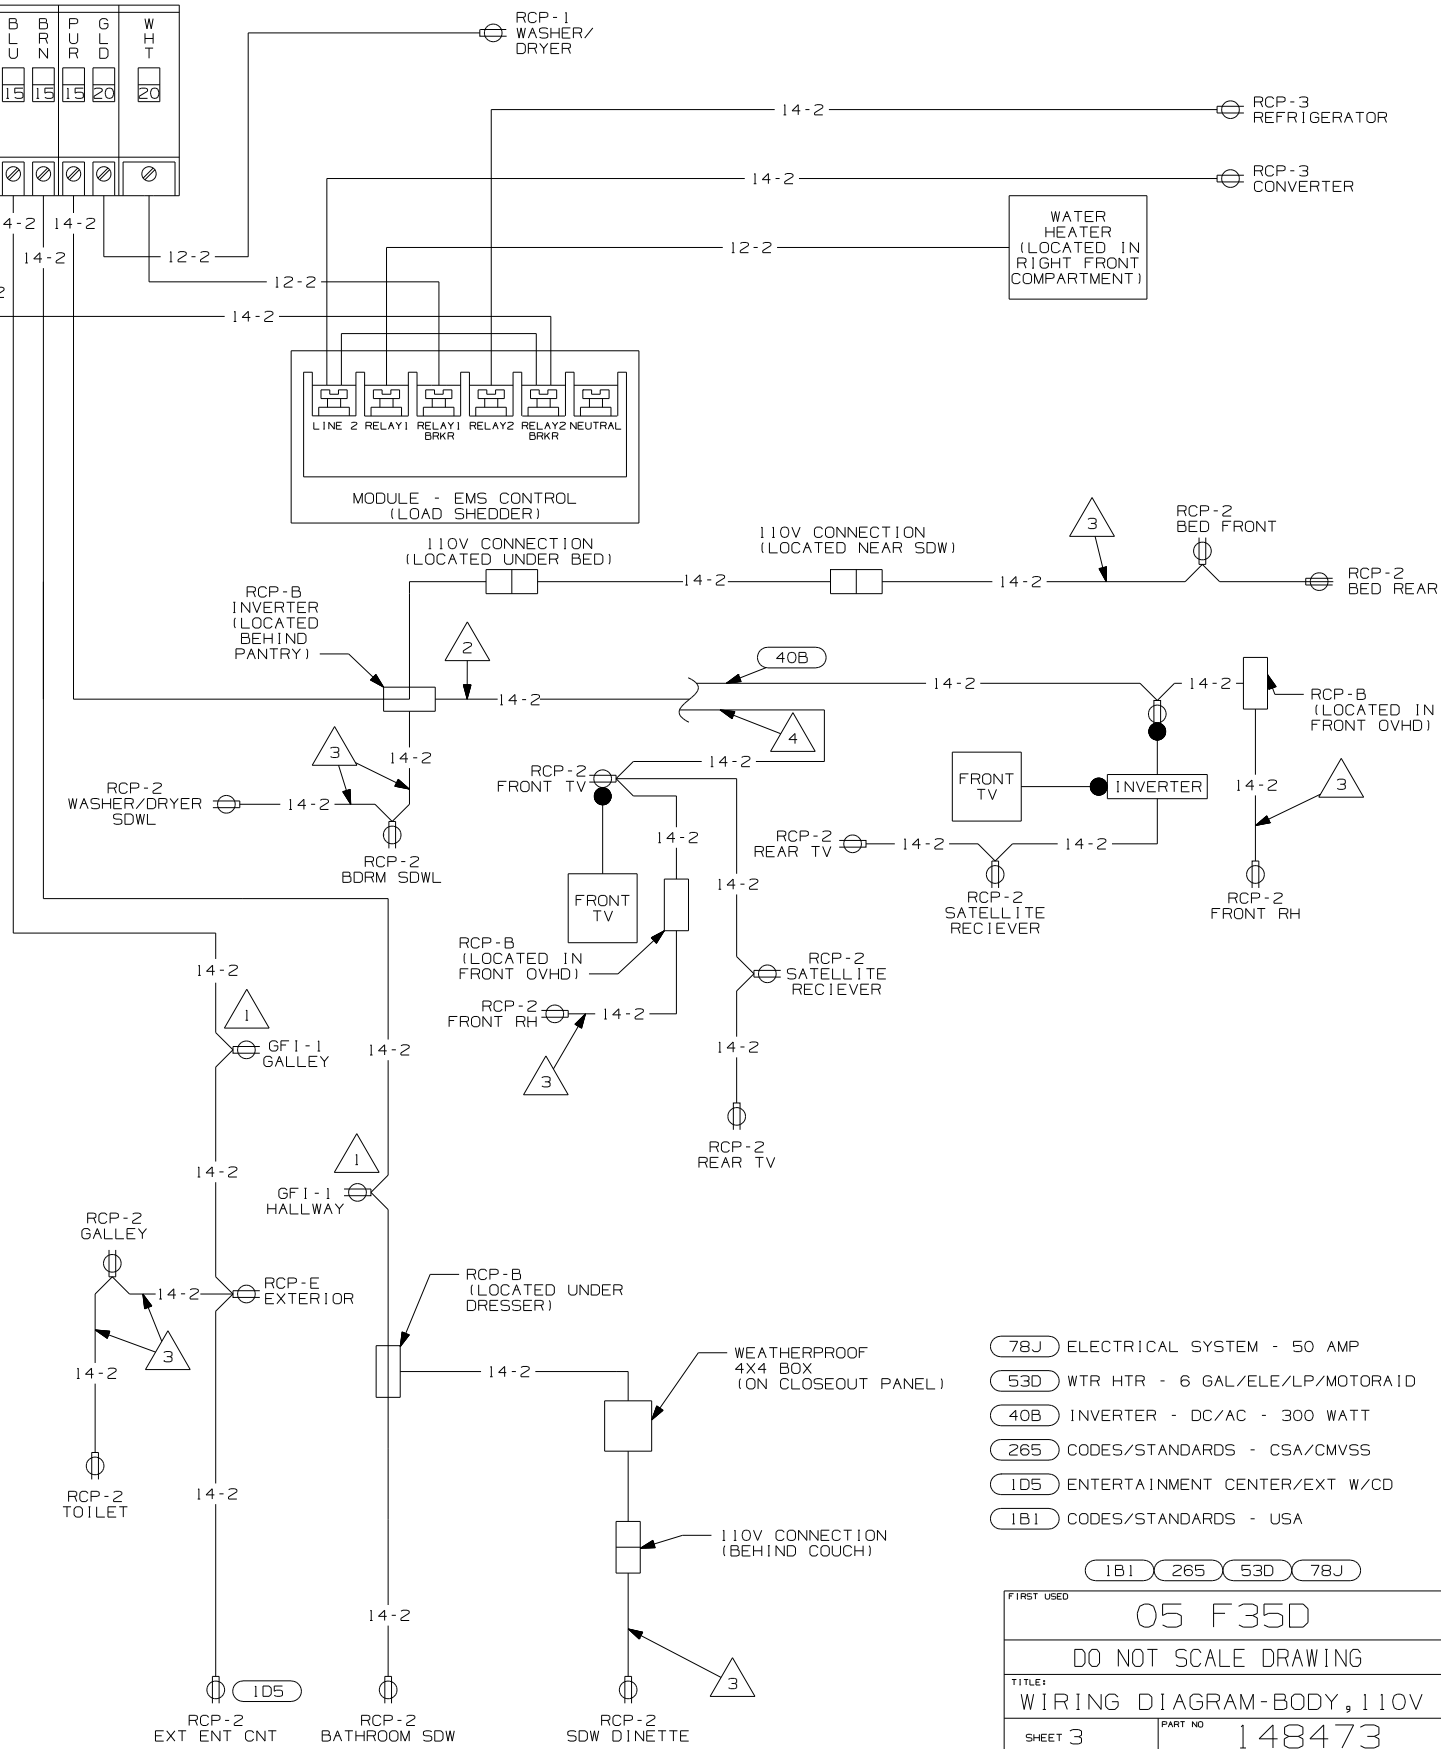 BLU
BRN
PUR
GLD
WHT
15
15
15
20
20
4-2
14-2
14-2
12-2
12-2
14-2
2
RCP-1
WASHER/
DRYER
14-2
RCP-3
REFRIGERATOR
14-2
RCP-3
CONVERTER
12-2
WATER
HEATER
(LOCATED IN
RIGHT FRONT
COMPARTMENT)
LINE 2
RELAY1
RELAY1
BRKR
RELAY2
RELAY2
BRKR
NEUTRAL
MODULE - EMS CONTROL
(LOAD SHEDDER)
110V CONNECTION
(LOCATED UNDER BED)
110V CONNECTION
(LOCATED NEAR SDW)
3
RCP-2
BED FRONT
14-2
14-2
RCP-2
BED REAR
RCP-B
INVERTER
(LOCATED
BEHIND
PANTRY)
2
40B
14-2
14-2
14-2
RCP-B
(LOCATED IN
FRONT OVHD)
4
3
14-2
14-2
RCP-2
FRONT TV
RCP-2
WASHER/DRYER
SDWL
14-2
RCP-2
BDRM SDWL
FRONT
TV
INVERTER
14-2
3
14-2
RCP-2
REAR TV
14-2
14-2
14-2
FRONT
TV
RCP-2
SATELLITE
RECIEVER
RCP-2
FRONT RH
RCP-B
(LOCATED IN
FRONT OVHD)
RCP-2
SATELLITE
RECIEVER
14-2
1
RCP-2
FRONT RH
14-2
GFI-1
GALLEY
14-2
14-2
3
RCP-2
REAR TV
14-2
1
GFI-1
HALLWAY
RCP-2
GALLEY
14-2
RCP-E
EXTERIOR
RCP-B
(LOCATED UNDER
DRESSER)
3
14-2
14-2
WEATHERPROOF
4X4 BOX
(ON CLOSEOUT PANEL)
RCP-2
TOILET
14-2
110V CONNECTION
(BEHIND COUCH)
14-2
3
1D5
RCP-2
EXT ENT CNT
RCP-2
BATHROOM SDW
RCP-2
SDW DINETTE
78J ELECTRICAL SYSTEM - 50 AMP
53D WTR HTR - 6 GAL/ELE/LP/MOTORAID
40B INVERTER - DC/AC - 300 WATT
265 CODES/STANDARDS - CSA/CMVSS
1D5 ENTERTAINMENT CENTER/EXT W/CD
1B1 CODES/STANDARDS - USA
1B1 265 53D 78J
FIRST USED
05 F35D
DO NOT SCALE DRAWING
TITLE:
WIRING DIAGRAM-BODY,110V
SHEET 3
PART NO
148473